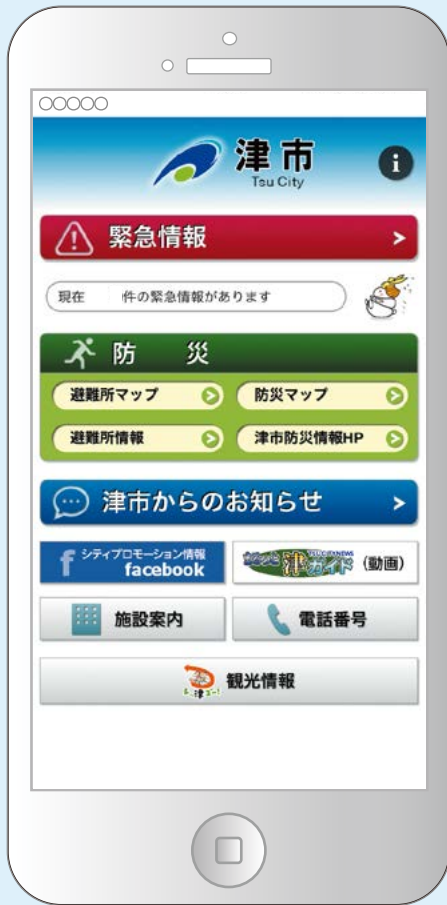 津市
Tsu City
i
緊急情報
現在 件の緊急情報があります
防 災
避難所マップ
防災マップ
避難所情報
津市防災情報HP
津市からのお知らせ
f シティプロモーション情報
facebook
津ガイド (動画)
施設案内
電話番号
観光情報